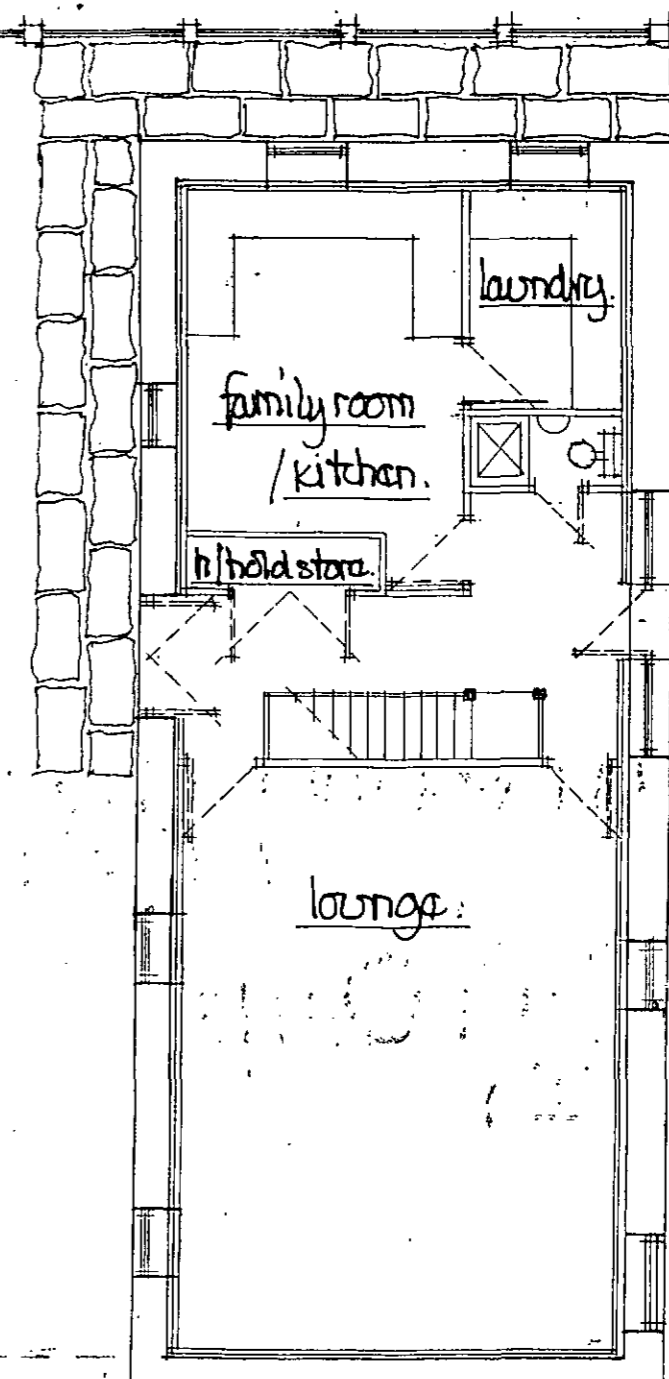 laundry.
family room
/kitchen.
h/hold store.
lounge.